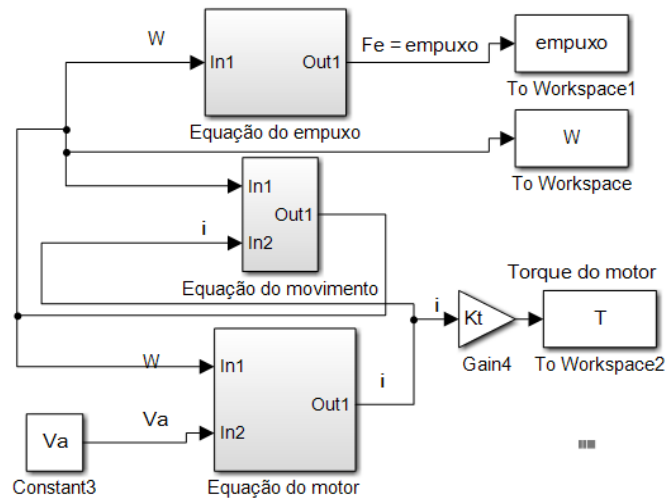 W
In1
Out1
Fe = empuxo
empuxo
To Workspace1
Equação do empuxo
W
To Workspace
In1
Out1
i
In2
Equação do movimento
Torque do motor
i
Kt
T
Gain4
To Workspace2
W
In1
i
Out1
Va
In2
Va
Constant3
Equação do motor